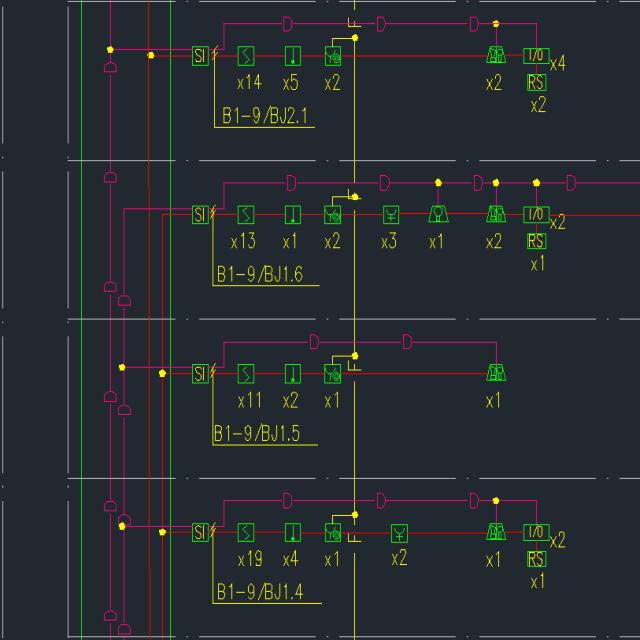 D D D
SI I/O x4
D
x14 x5 x2 x2 RS
x2
B1-9/BJ2.1
D
D D D D
SI I/O x2
x13 x1 x2 x3 x1 x2 RS
x1
B1-9/BJ1.6
D
D
D D
SI
x11 x2 x1 x1
B1-9/BJ1.5
D
D
D D D
D
D
SI I/O x2
x19 x4 x1 x2 x1 RS
x1
B1-9/BJ1.4
D
D